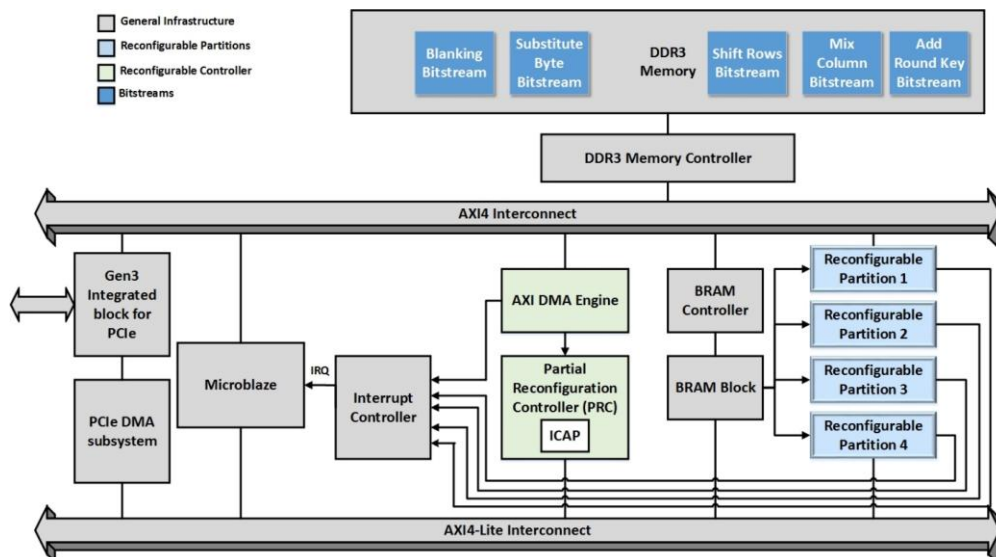 General Infrastructure
Reconfigurable Partitions
Reconfigurable Controller
Bitstreams
Blanking
Bitstream
Substitute
Byte
Bitstream
DDR3
Memory
Shift Rows
Bitstream
Mix
Column
Bitstream
Add
Round Key
Bitstream
DDR3 Memory Controller
AXI4 Interconnect
Gen3
Integrated
block for
PCIe
PCIe DMA
subsystem
Microblaze
IRQ
Interrupt
Controller
AXI DMA Engine
Partial
Reconfiguration
Controller (PRC)
ICAP
BRAM
Controller
BRAM Block
Reconfigurable
Partition 1
Reconfigurable
Partition 2
Reconfigurable
Partition 3
Reconfigurable
Partition 4
AXI4-Lite Interconnect